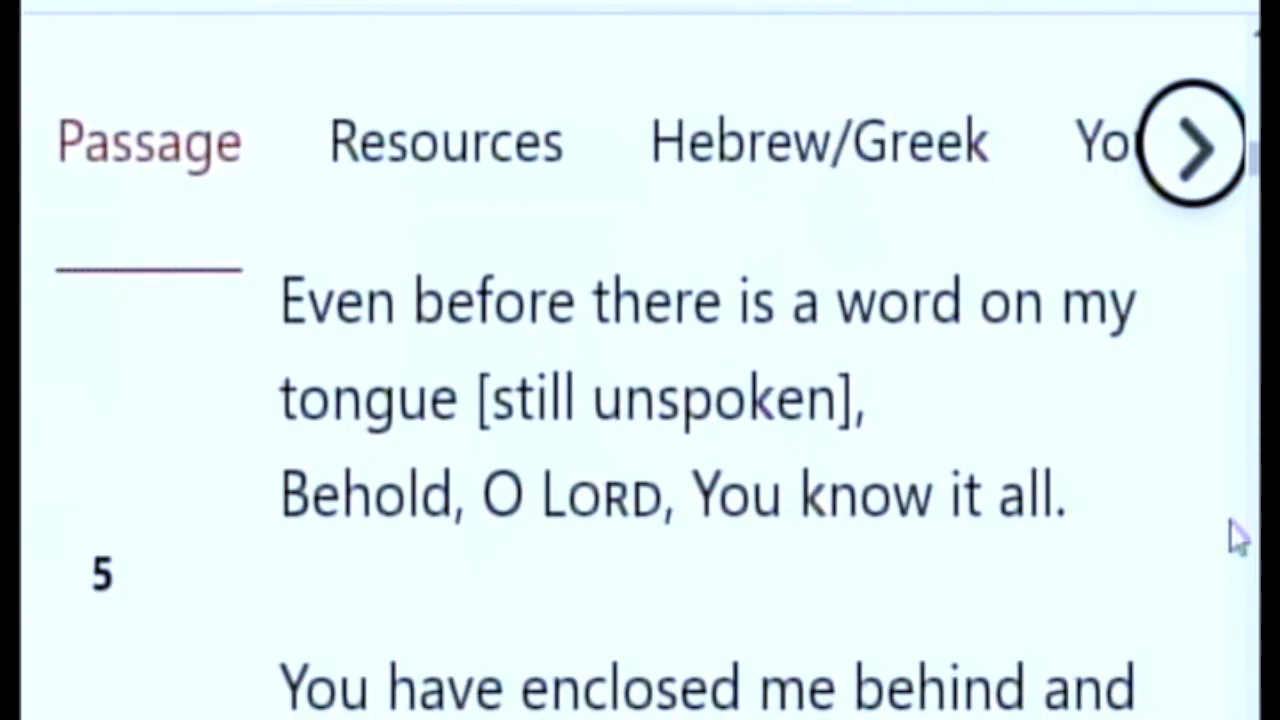 Passage Resources Hebrew/Greek
Even before there is a word on my
tongue [still unspoken],
Behold, O LORD, You know it all.
5
You have enclosed me behind and